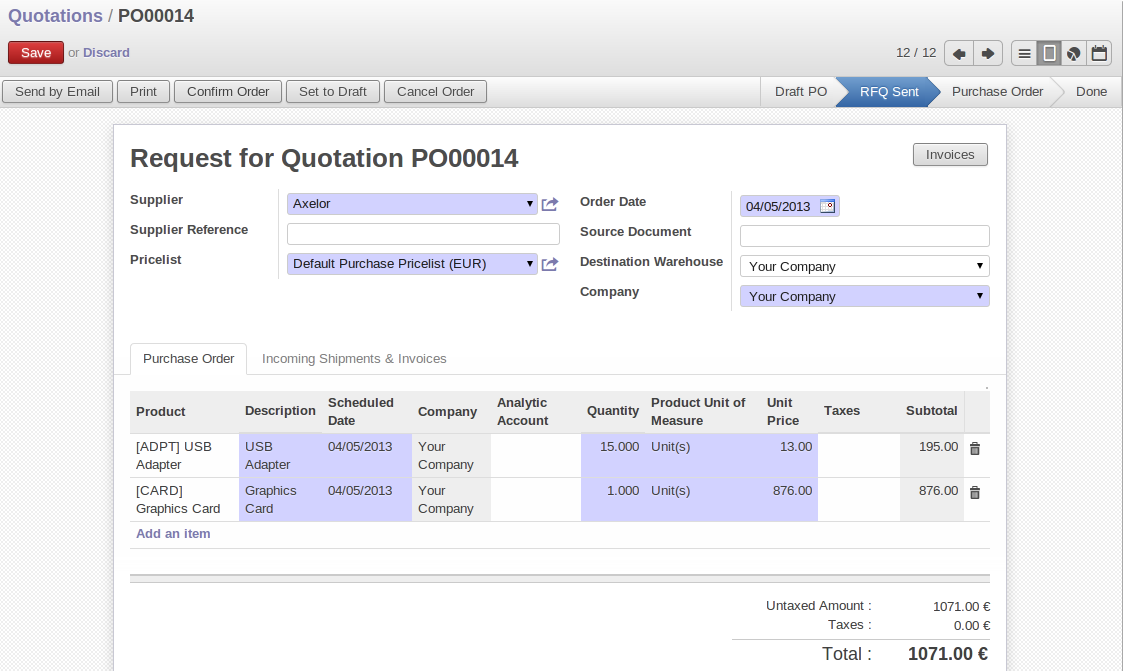 Quotations / PO00014
Save or Discard
12 / 12
Send by Email Print Confirm Order Set to Draft Cancel Order
Draft PO RFQ Sent Purchase Order Done
Request for Quotation PO00014
Invoices
Supplier Axelor
Supplier Reference
Pricelist Default Purchase Pricelist (EUR)
Order Date 04/05/2013
Source Document
Destination Warehouse Your Company
Company Your Company
Purchase Order Incoming Shipments & Invoices
Product Description Scheduled Date Company Analytic Account Quantity Product Unit of Measure Unit Price Taxes Subtotal
[ADPT] USB Adapter USB Adapter 04/05/2013 Your Company 15.000 Unit(s) 13.00 195.00
[CARD] Graphics Card Graphics Card 04/05/2013 Your Company 1.000 Unit(s) 876.00 876.00
Add an item
Untaxed Amount : 1071.00 €
Taxes : 0.00 €
Total : 1071.00 €